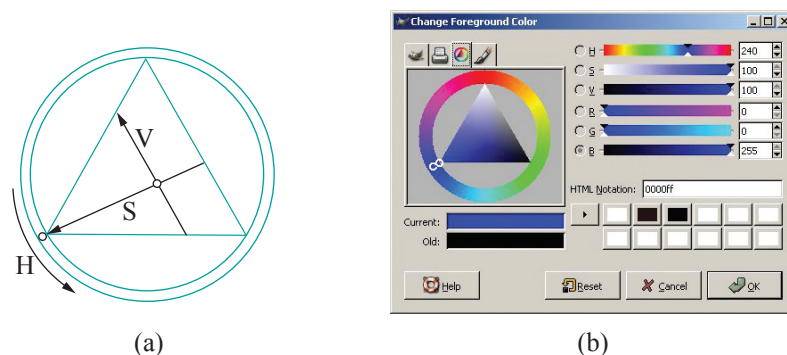 V
S
H
(a)
Change Foreground Color
H 240
S 100
V 100
R 0
G 0
B 255
HTML Notation: 0000ff
Current:
Old:
Help
Reset
Cancel
OK
(b)